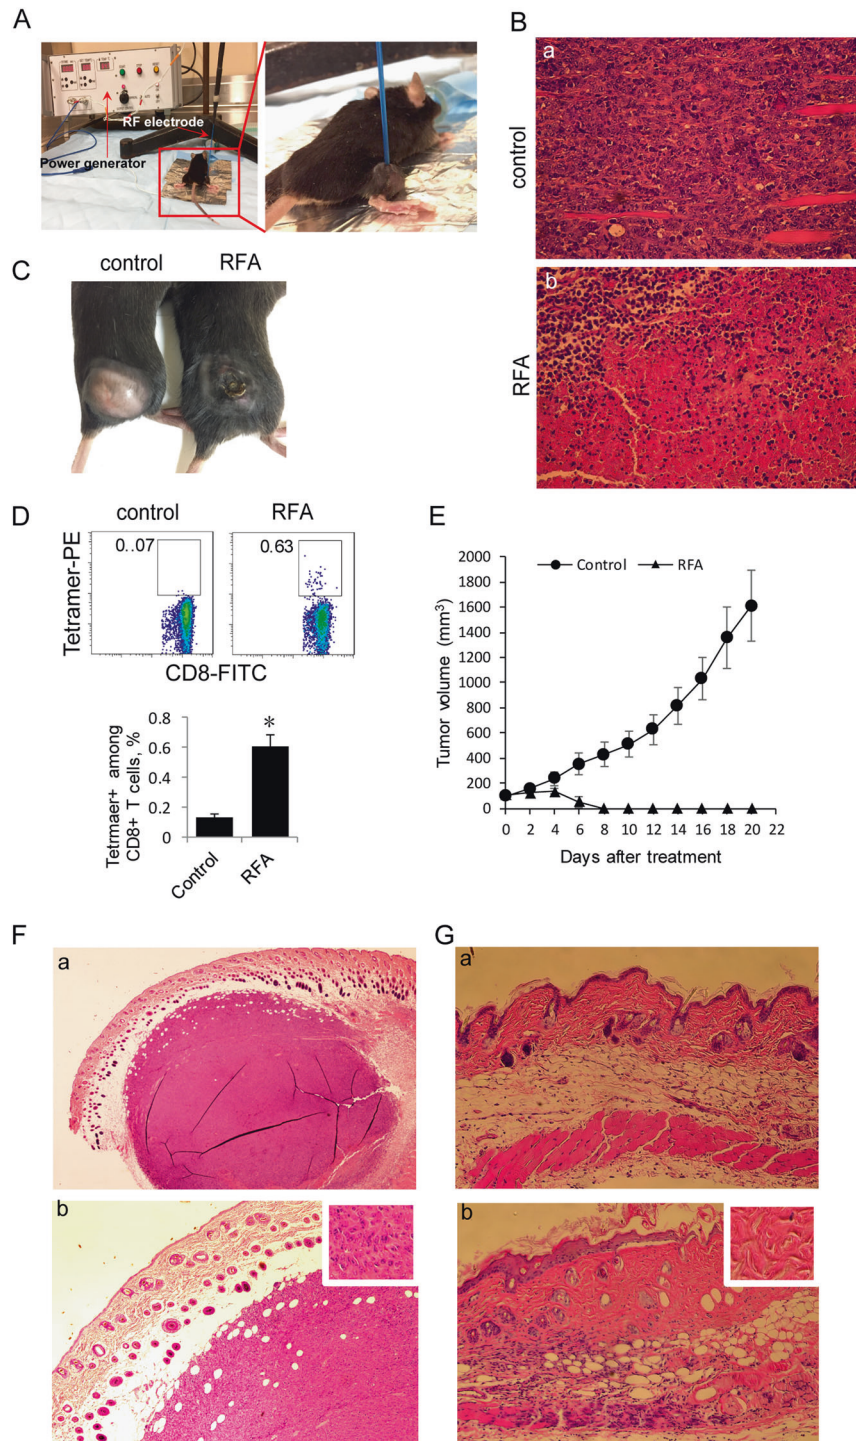 A
RF electrode
Power generator
B
control
a
RFA
b
C
control RFA
D
control RFA
Tetramer-PE
0..07
0.63
CD8-FITC
Tetrmaer+ among
CD8+ T cells, %
0.8
0.6
0.4
0.2
0
*
Control
RFA
E
Tumor volume (mm³)
2000
1800
1600
1400
1200
1000
800
600
400
200
0
Control RFA
0 2 4 6 8 10 12 14 16 18 20 22
Days after treatment
F
a
b
G
a
b